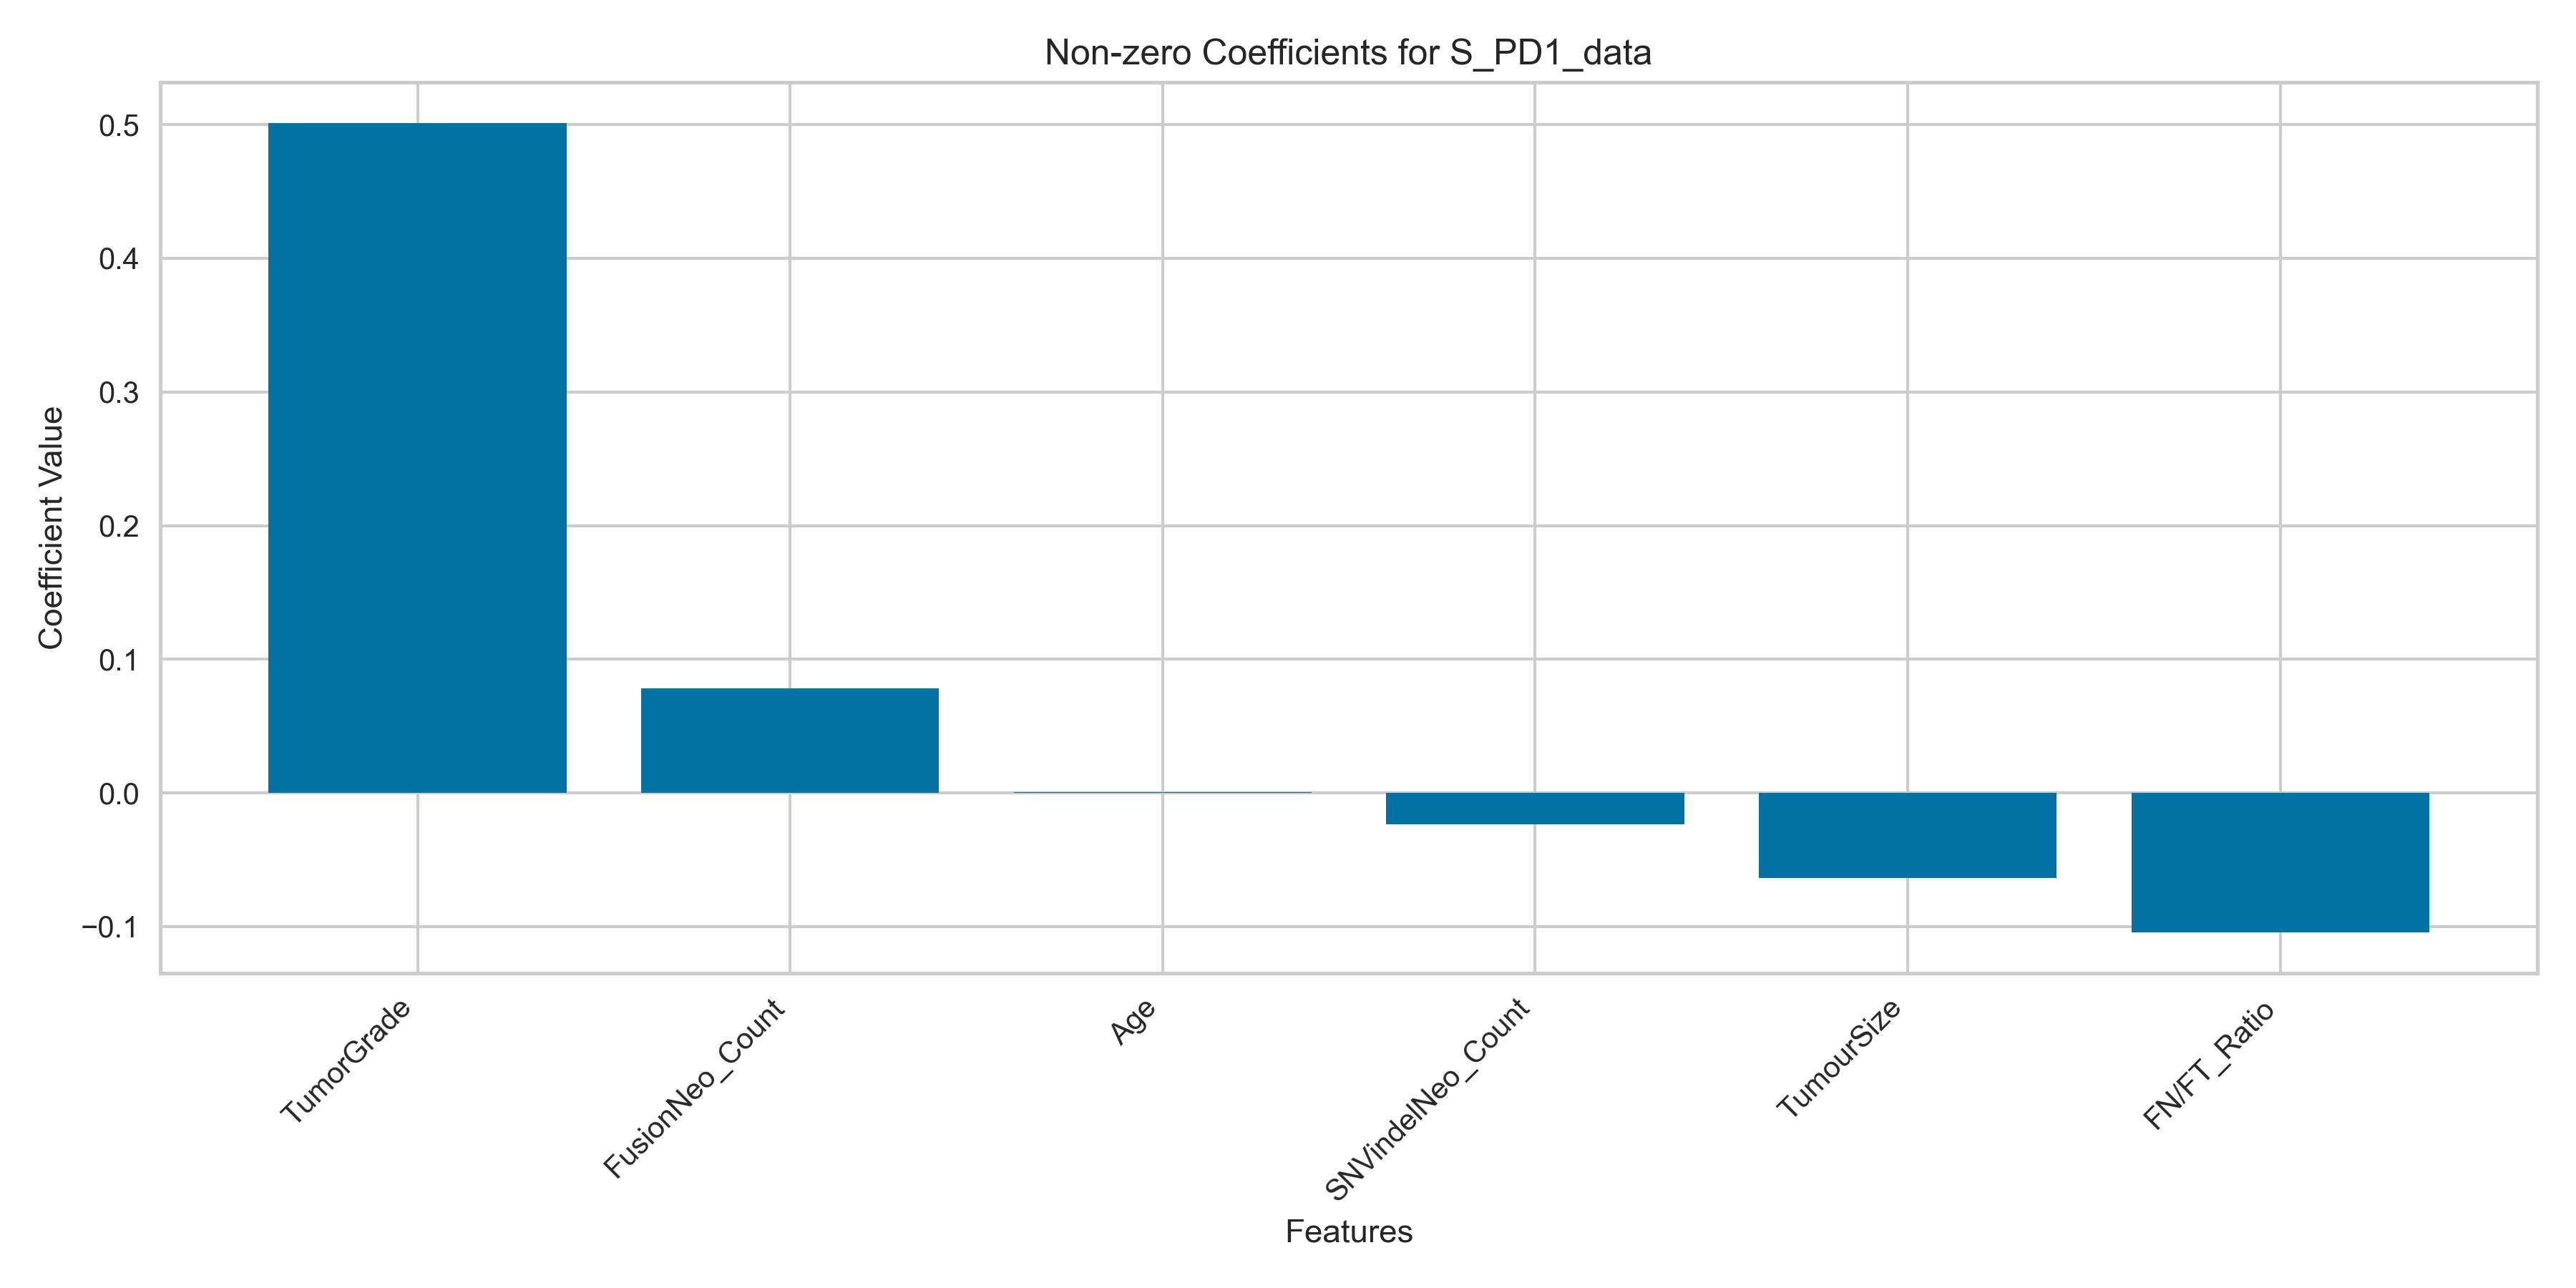 Non-zero Coefficients for S_PD1_data
Coefficient Value
0.5
0.4
0.3
0.2
0.1
0.0
−0.1
TumorGrade
FusionNeo_Count
Age
SNVindelNeo_Count
TumourSize
FN/FT_Ratio
Features